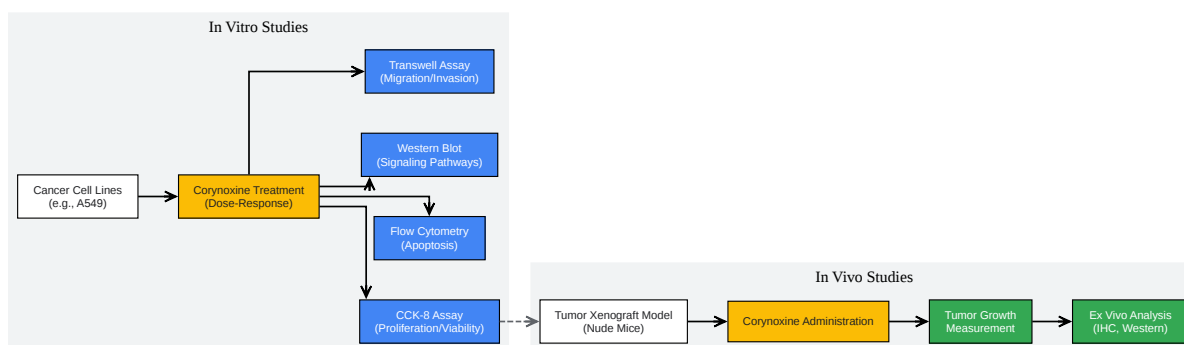 In Vitro Studies
Transwell Assay
(Migration/Invasion)
Western Blot
(Signaling Pathways)
Cancer Cell Lines
(e.g., A549)
Corynoxine Treatment
(Dose-Response)
Flow Cytometry
(Apoptosis)
CCK-8 Assay
(Proliferation/Viability)
In Vivo Studies
Tumor Xenograft Model
(Nude Mice)
Corynoxine Administration
Tumor Growth
Measurement
Ex Vivo Analysis
(IHC, Western)